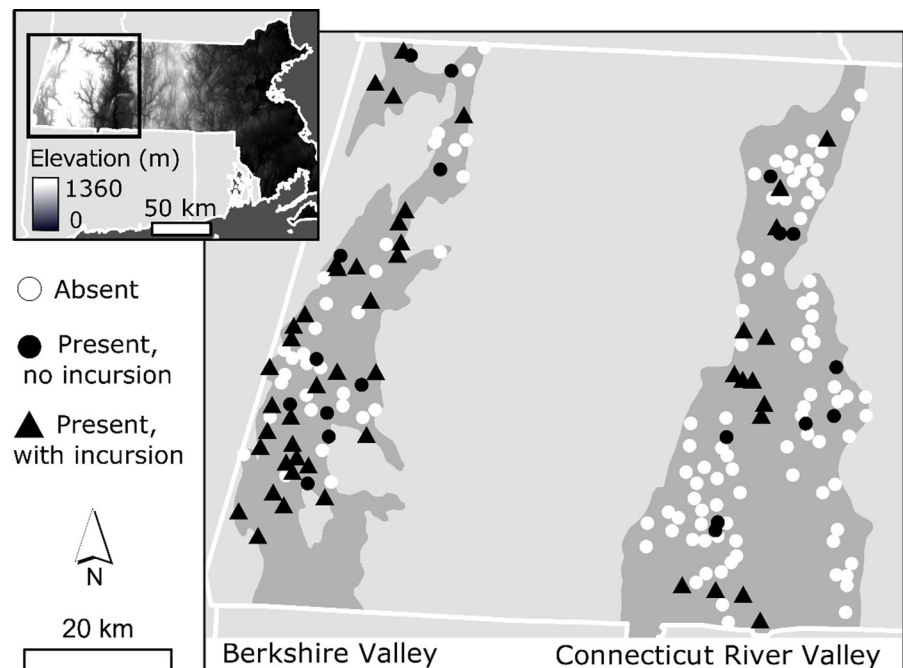 Elevation (m)
1360
0
50 km
Absent
Present,
no incursion
Present,
with incursion
N
20 km
Berkshire Valley
Connecticut River Valley